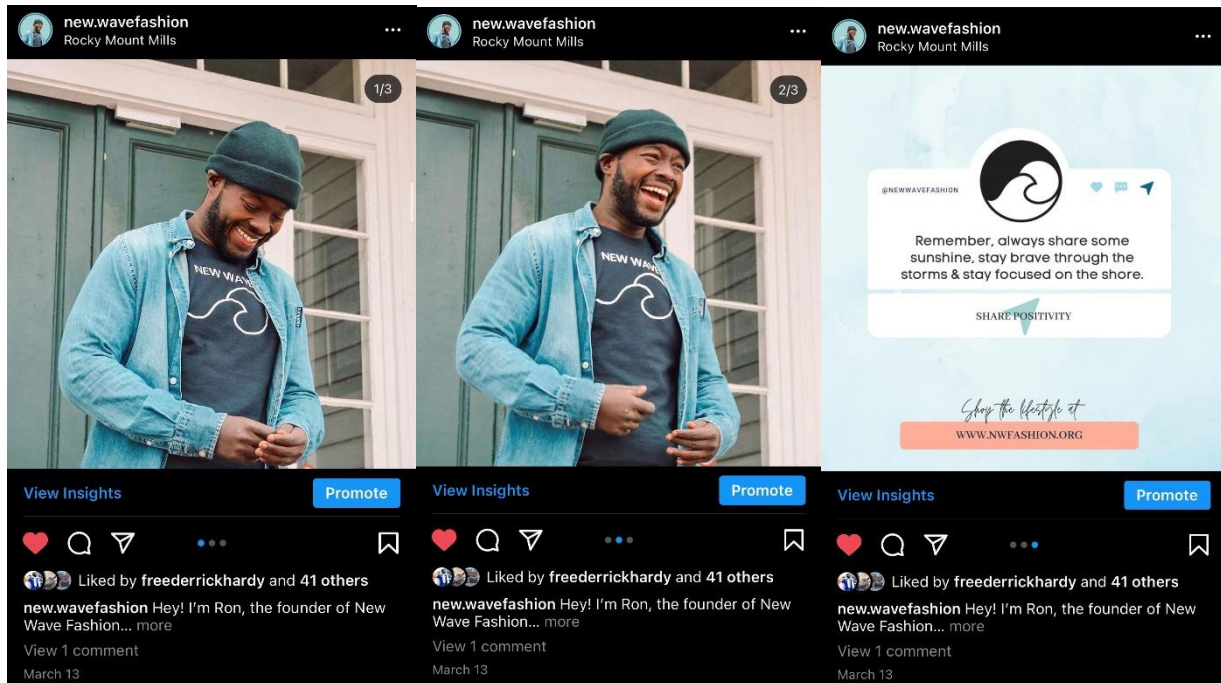 new.wavefashion
Rocky Mount Mills
1/3
NEW WAVE
View Insights
Promote
Liked by freederrickhardy and 41 others
new.wavefashion Hey! I'm Ron, the founder of New
Wave Fashion... more
View 1 comment
March 13
new.wavefashion
Rocky Mount Mills
2/3
NEW WAVE
View Insights
Promote
Liked by freederrickhardy and 41 others
new.wavefashion Hey! I'm Ron, the founder of New
Wave Fashion... more
View 1 comment
March 13
new.wavefashion
Rocky Mount Mills
@NEWWAVEFASHION
Remember, always share some
sunshine, stay brave through the
storms & stay focused on the shore.
SHARE POSITIVITY
Shop the lifestyle at
WWW.NWFASHION.ORG
View Insights
Promote
Liked by freederrickhardy and 41 others
new.wavefashion Hey! I'm Ron, the founder of New
Wave Fashion... more
View 1 comment
March 13